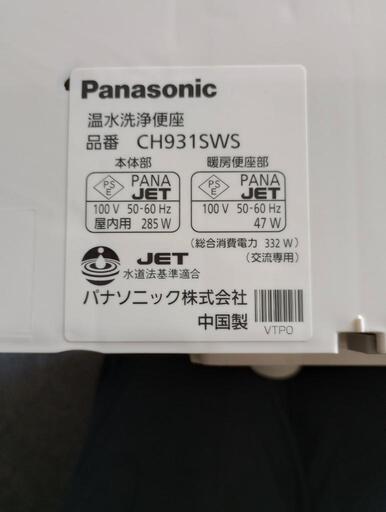 Panasonic
温水洗浄便座
品番 CH931SWS
本体部 暖房便座部
PSE PANA JET PSE PANA JET
100 V 50-60 Hz 100 V 50-60 Hz
屋内用 285 W 47 W
(総合消費電力 332 W)
(交流専用)
JET
水道法基準適合
パナソニック株式会社
中国製
VTP0